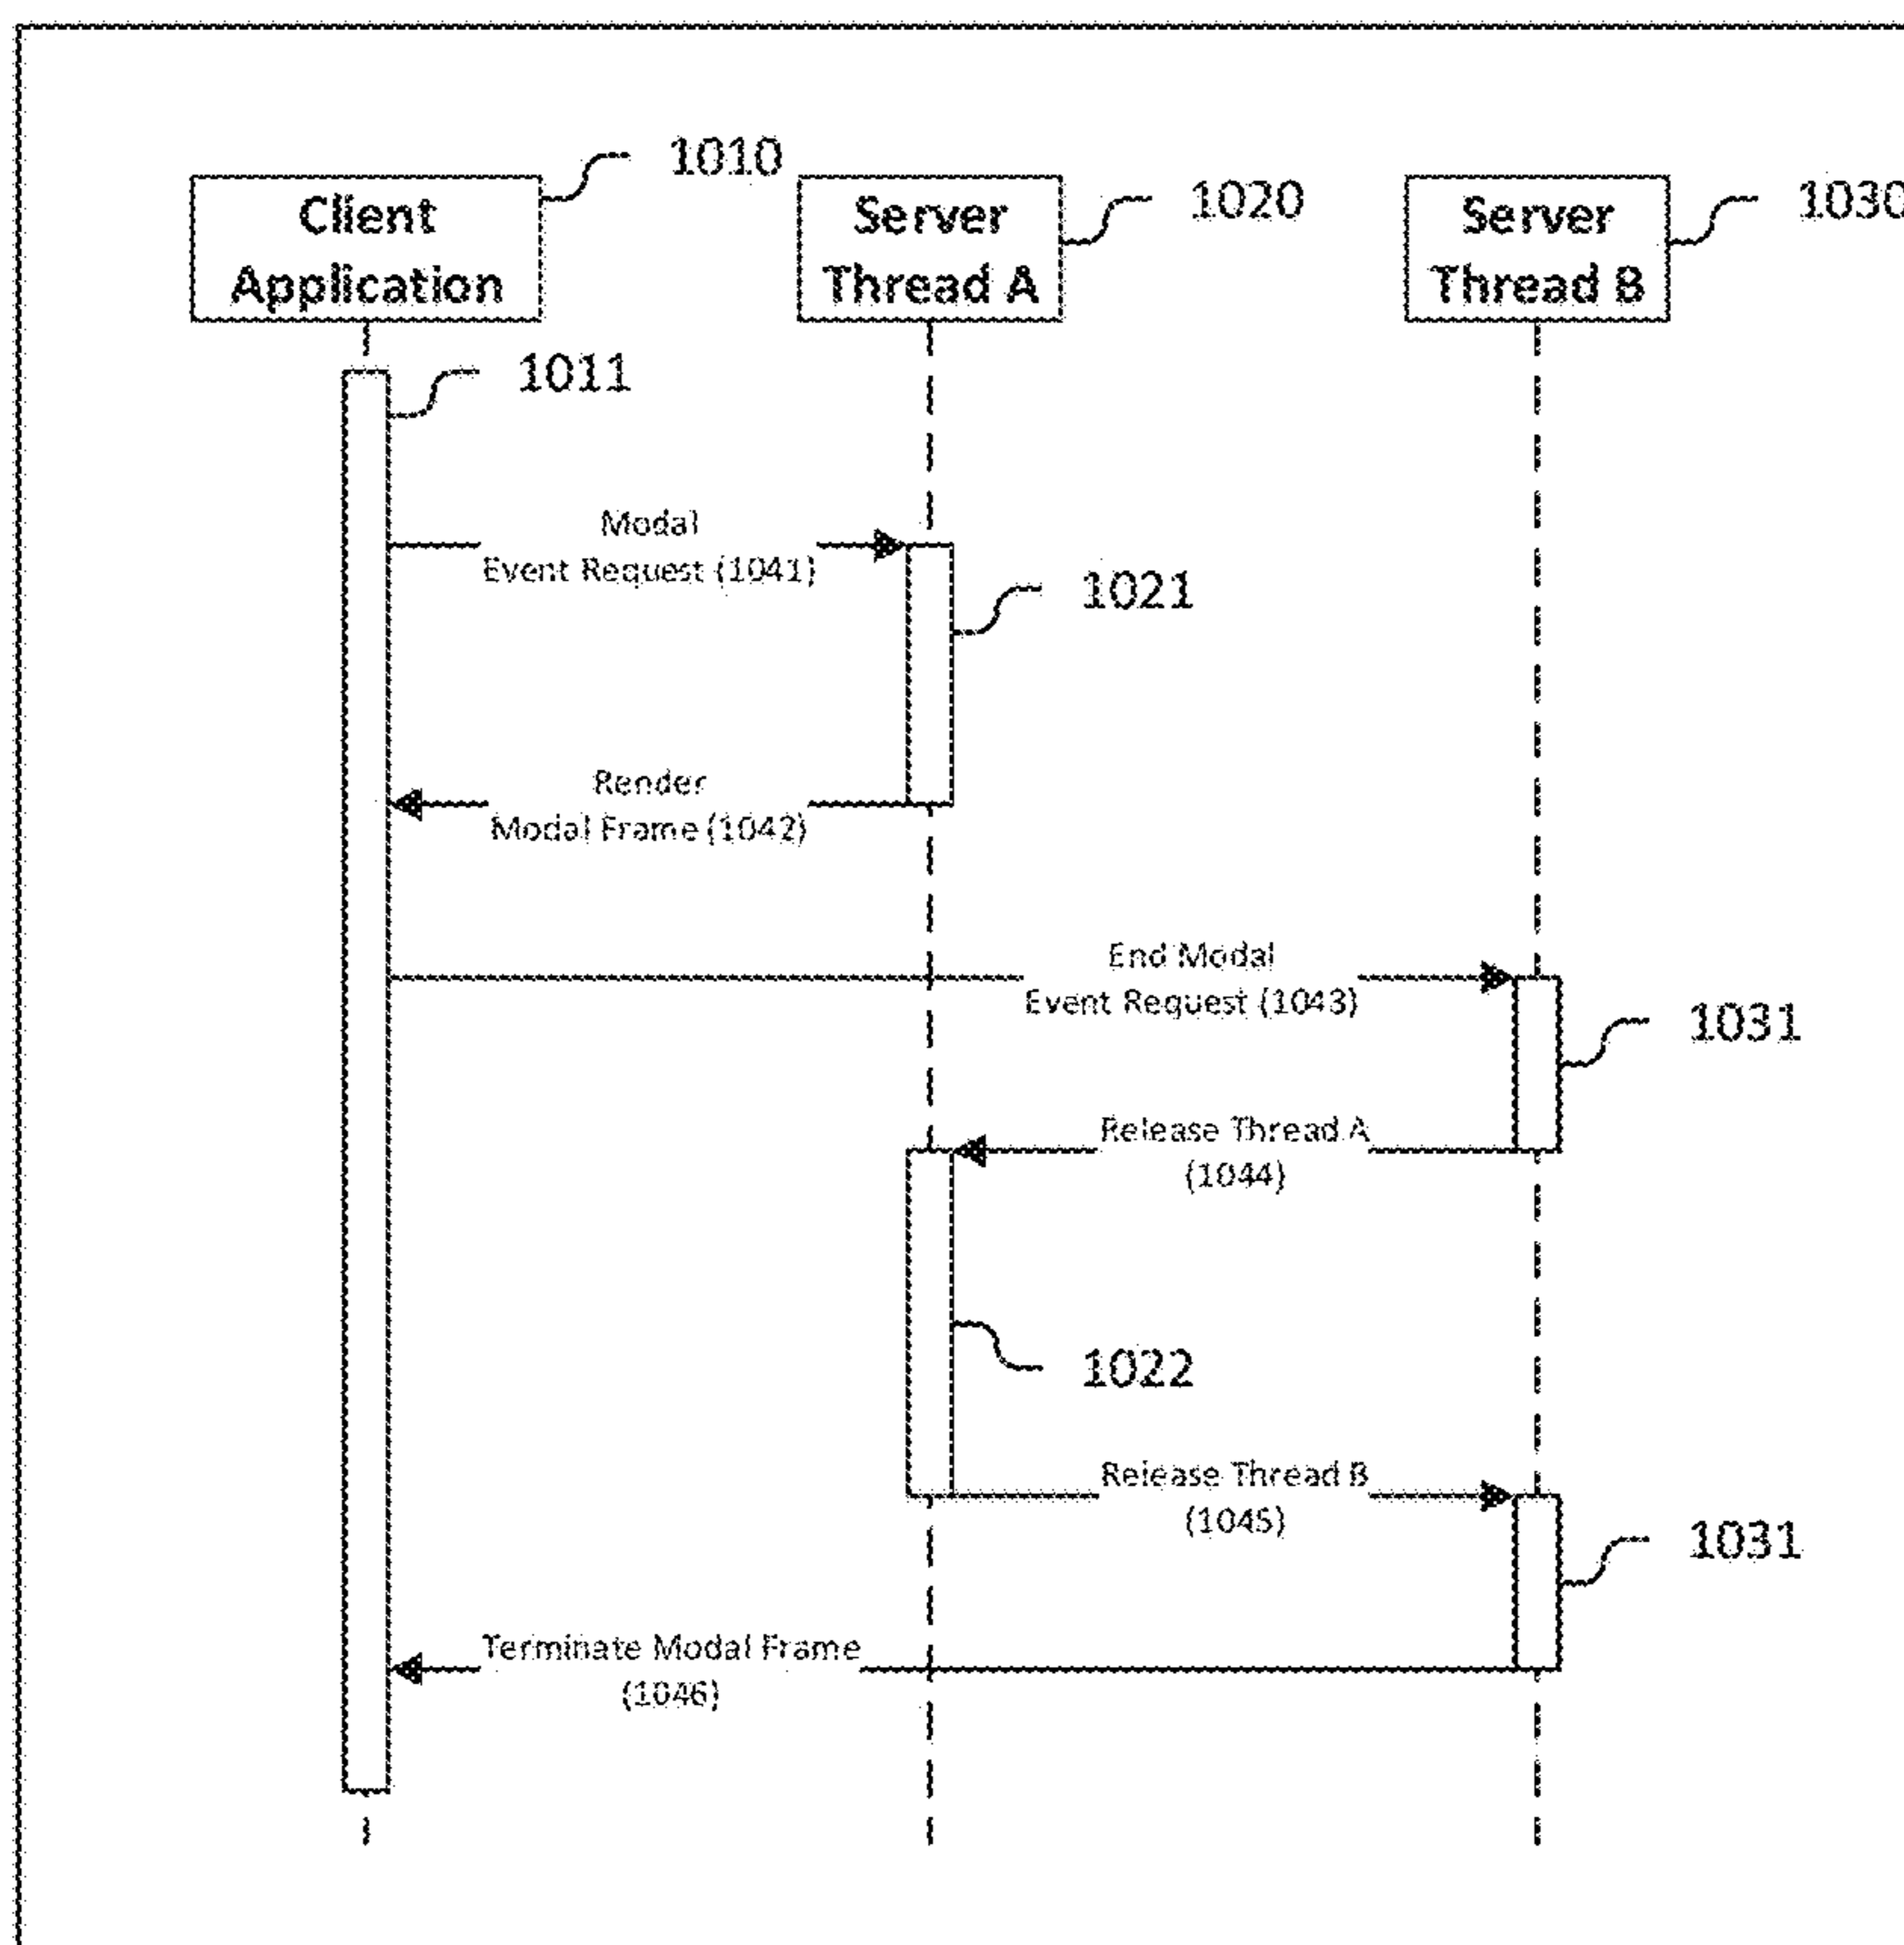 1010
Client
Application
Server
Thread A
1020
Server
Thread B
1030
1011
Modal
Event Request (1041)
1021
Render
Modal Frame (1042)
End Modal
Event Request (1043)
1031
Release Thread A
(1044)
1022
Release Thread B
(1045)
1031
Terminate Modal Frame
(1046)